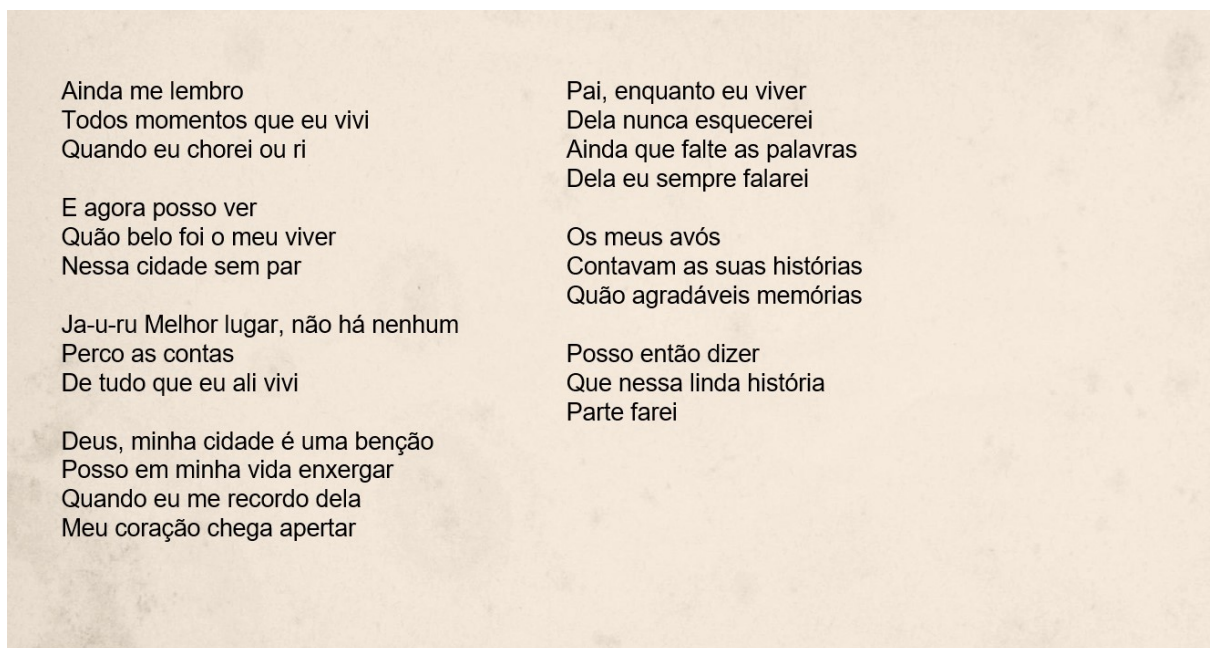 Ainda me lembro
Todos momentos que eu vivi
Quando eu chorei ou ri
E agora posso ver
Quão belo foi o meu viver
Nessa cidade sem par
Ja-u-ru Melhor lugar, não há nenhum
Perco as contas
De tudo que eu ali vivi
Deus, minha cidade é uma benção
Posso em minha vida enxergar
Quando eu me recordo dela
Meu coração chega apertar
Pai, enquanto eu viver
Dela nunca esquecerei
Ainda que falte as palavras
Dela eu sempre falarei
Os meus avós
Contavam as suas histórias
Quão agradáveis memórias
Posso então dizer
Que nessa linda história
Parte farei